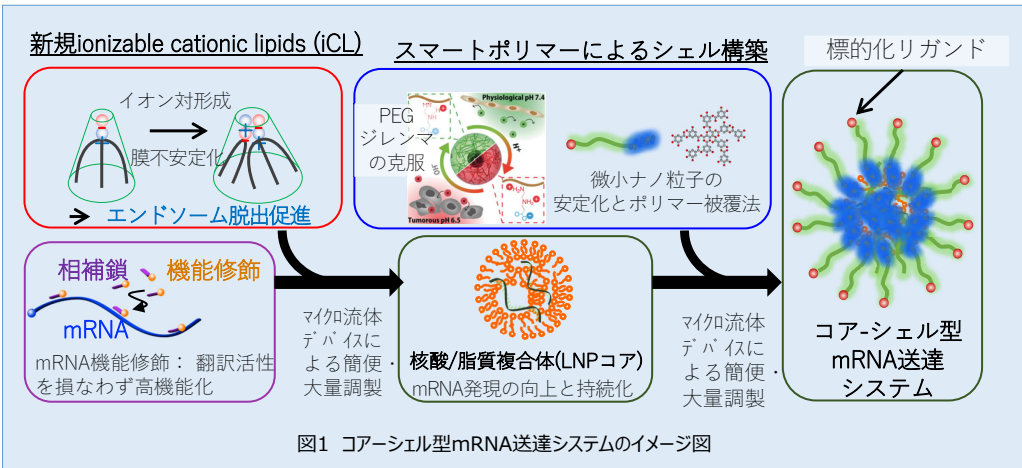 新規ionizable cationic lipids (iCL)
イオン対形成
膜不安定化
エンドソーム脱出促進
スマートポリマーによるシェル構築
PEG
ジレンマ
の克服
Physiological pH 7.4
H+
OH-
NH₂
NH₃
Tumorous pH 6.5
微小ナノ粒子の
安定化とポリマー被覆法
標的化リガンド
相補鎖
機能修飾
mRNA
mRNA機能修飾： 翻訳活性
を損なわず高機能化
ﾏｲｸﾛ流体
ﾃﾞﾊﾞｲｽに
よる簡便・
大量調製
核酸/脂質複合体(LNPコア)
mRNA発現の向上と持続化
ﾏｲｸﾛ流体
ﾃﾞﾊﾞｲｽに
よる簡便・
大量調製
コア-シェル型
mRNA送達
システム
図1 コアーシェル型mRNA送達システムのイメージ図